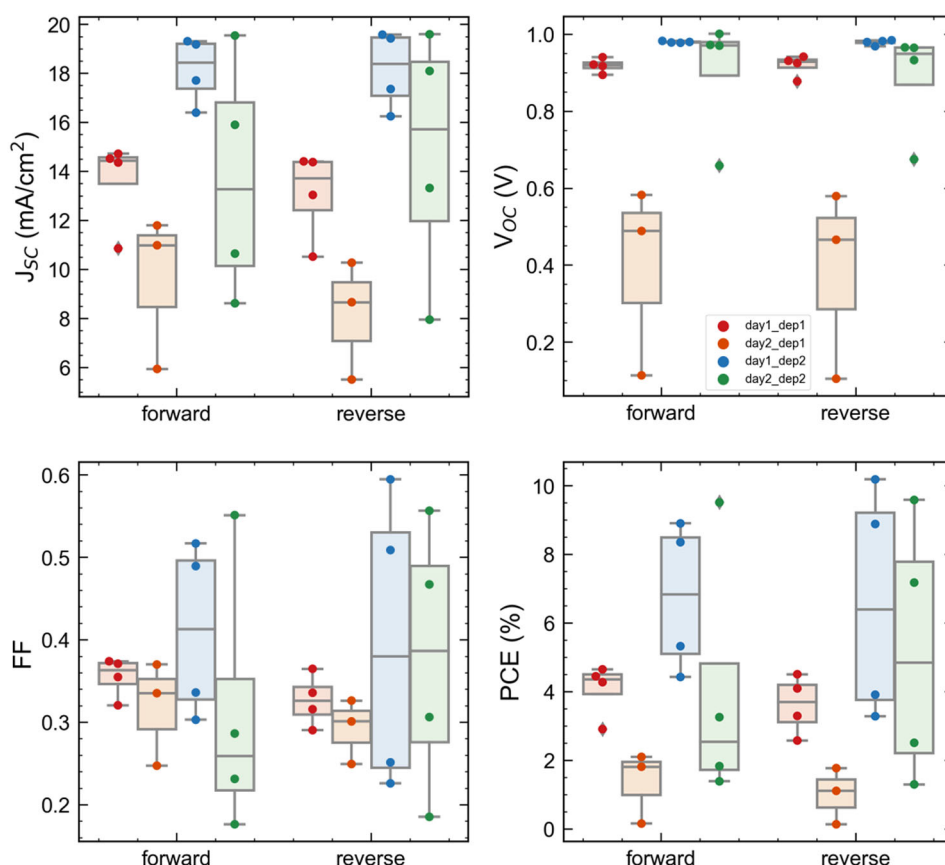 20
18
16
14
12
10
8
6
J_SC (mA/cm²)
forward
reverse
1.0
0.8
0.6
0.4
0.2
V_OC (V)
day1_dep1
day2_dep1
day1_dep2
day2_dep2
forward
reverse
0.6
0.5
0.4
0.3
0.2
FF
forward
reverse
10
8
6
4
2
0
PCE (%)
forward
reverse